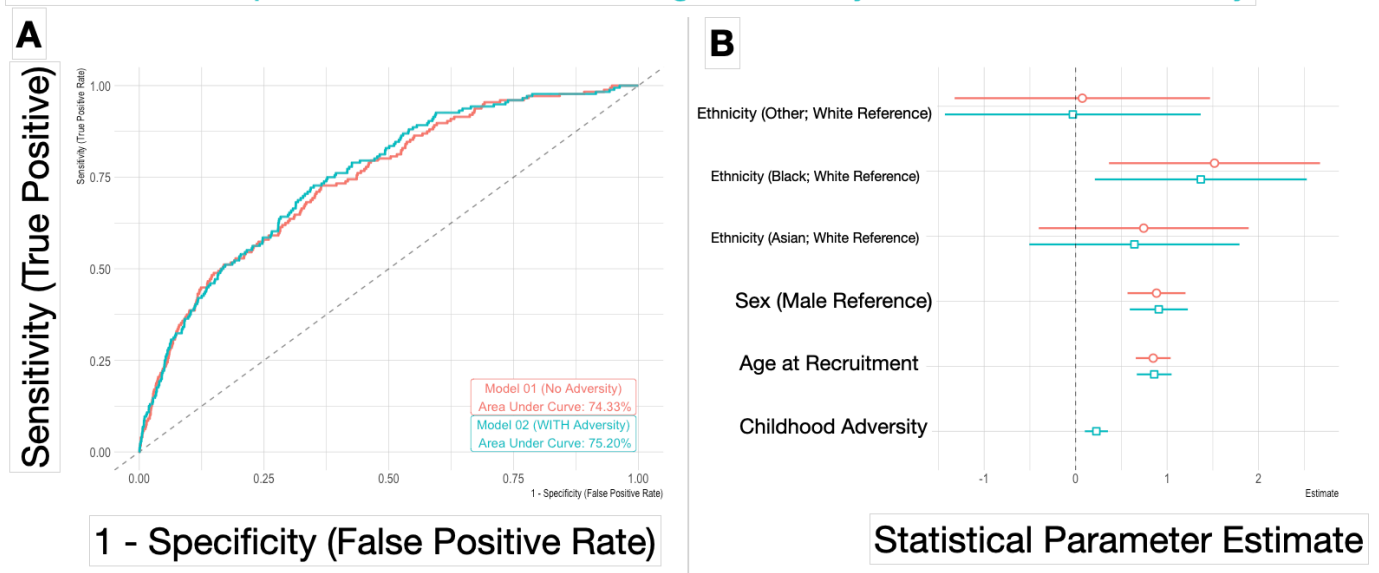 A
Sensitivity (True Positive)
Sensitivity (True Positive Rate)
1.00
0.75
0.50
0.25
0.00
Model 01 (No Adversity)
Area Under Curve: 74.33%
Model 02 (WITH Adversity)
Area Under Curve: 75.20%
0.00 0.25 0.50 0.75 1.00
1 - Specificity (False Positive Rate)
1 - Specificity (False Positive Rate)
B
Ethnicity (Other; White Reference)
Ethnicity (Black; White Reference)
Ethnicity (Asian; White Reference)
Sex (Male Reference)
Age at Recruitment
Childhood Adversity
-1 0 1 2
Estimate
Statistical Parameter Estimate